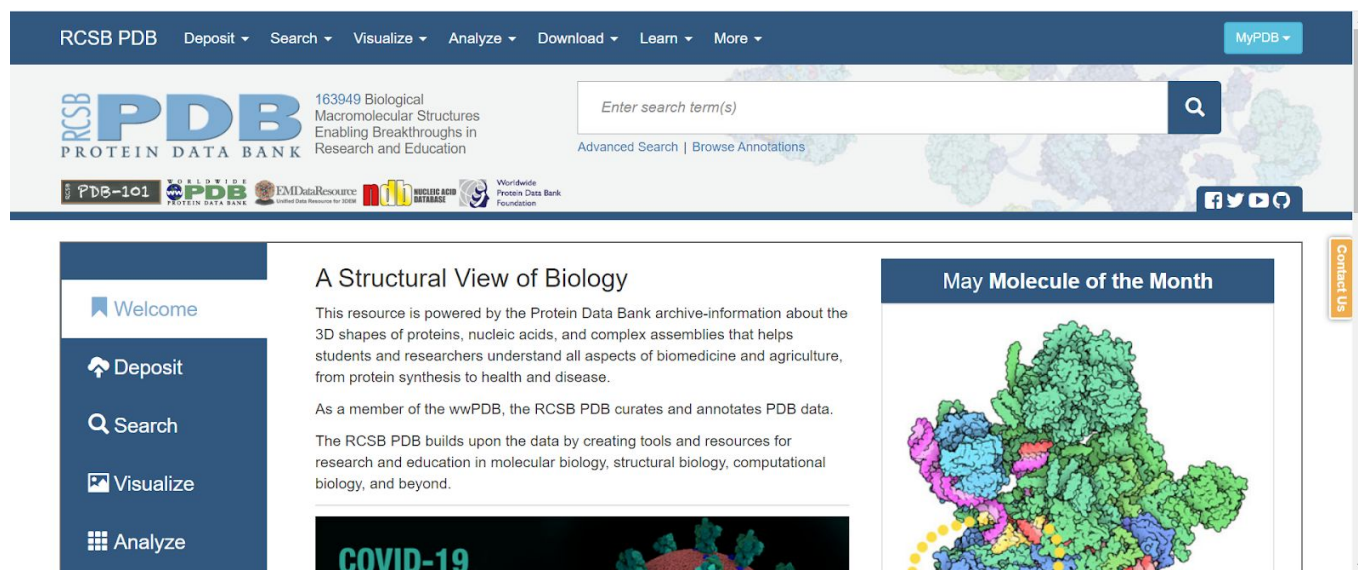 RCSB PDB Deposit Search Visualize Analyze Download Learn More MyPDB
RCSB
PDB
PROTEIN DATA BANK
163949 Biological
Macromolecular Structures
Enabling Breakthroughs in
Research and Education
Enter search term(s)
Advanced Search | Browse Annotations
RCSB PDB-101
WORLDWIDE
PDB
PROTEIN DATA BANK
EMDataResource
Unified Data Resource for 3DEM
ndb
NUCLEIC ACID
DATABASE
Worldwide
Protein Data Bank
Foundation
Contact Us
Welcome
Deposit
Search
Visualize
Analyze
A Structural View of Biology
This resource is powered by the Protein Data Bank archive-information about the
3D shapes of proteins, nucleic acids, and complex assemblies that helps
students and researchers understand all aspects of biomedicine and agriculture,
from protein synthesis to health and disease.
As a member of the wwPDB, the RCSB PDB curates and annotates PDB data.
The RCSB PDB builds upon the data by creating tools and resources for
research and education in molecular biology, structural biology, computational
biology, and beyond.
COVID-19
May Molecule of the Month